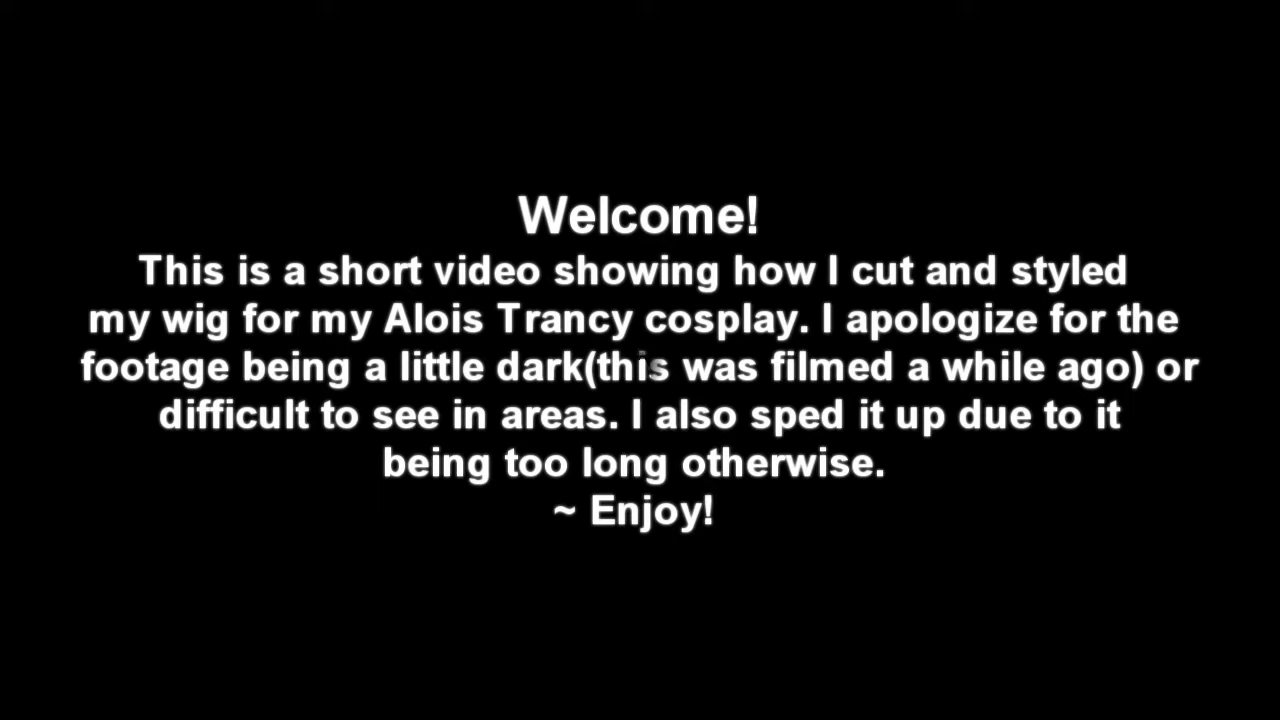 Welcome!
This is a short video showing how I cut and styled
my wig for my Alois Trancy cosplay. I apologize for the
footage being a little dark(this was filmed a while ago) or
difficult to see in areas. I also sped it up due to it
being too long otherwise.
~ Enjoy!